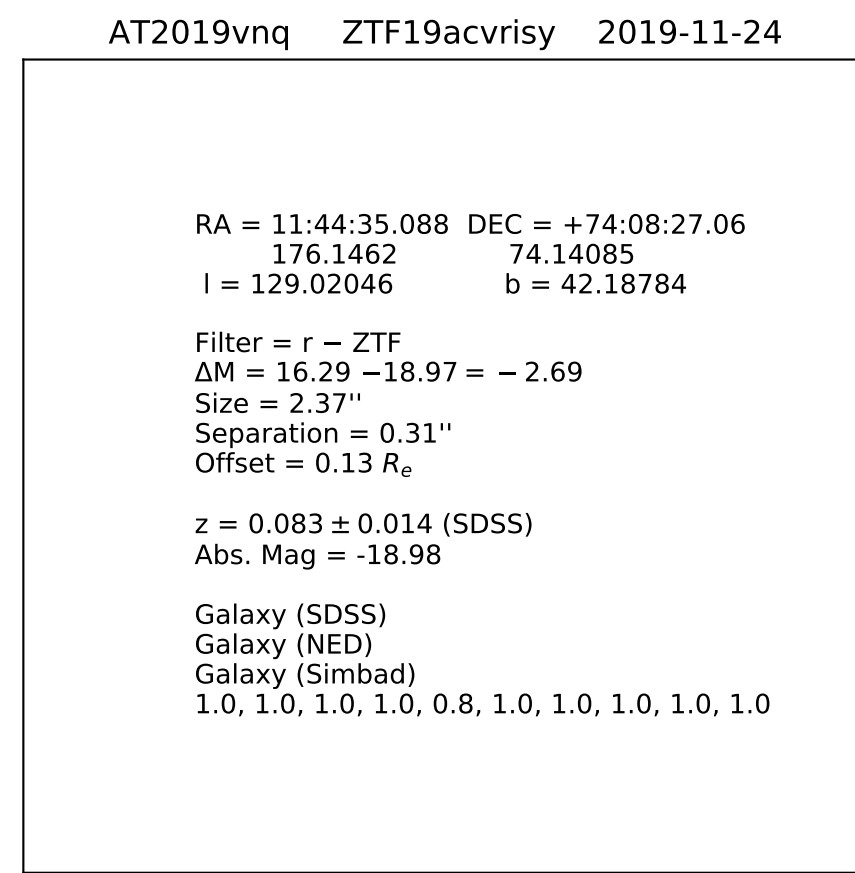 AT2019vnq ZTF19acvrisy 2019-11-24
RA = 11:44:35.088 DEC = +74:08:27.06
176.1462 74.14085
l = 129.02046 b = 42.18784
Filter = r − ZTF
ΔM = 16.29 −18.97 = − 2.69
Size = 2.37''
Separation = 0.31''
Offset = 0.13 Rₑ
z = 0.083 ± 0.014 (SDSS)
Abs. Mag = -18.98
Galaxy (SDSS)
Galaxy (NED)
Galaxy (Simbad)
1.0, 1.0, 1.0, 1.0, 0.8, 1.0, 1.0, 1.0, 1.0, 1.0